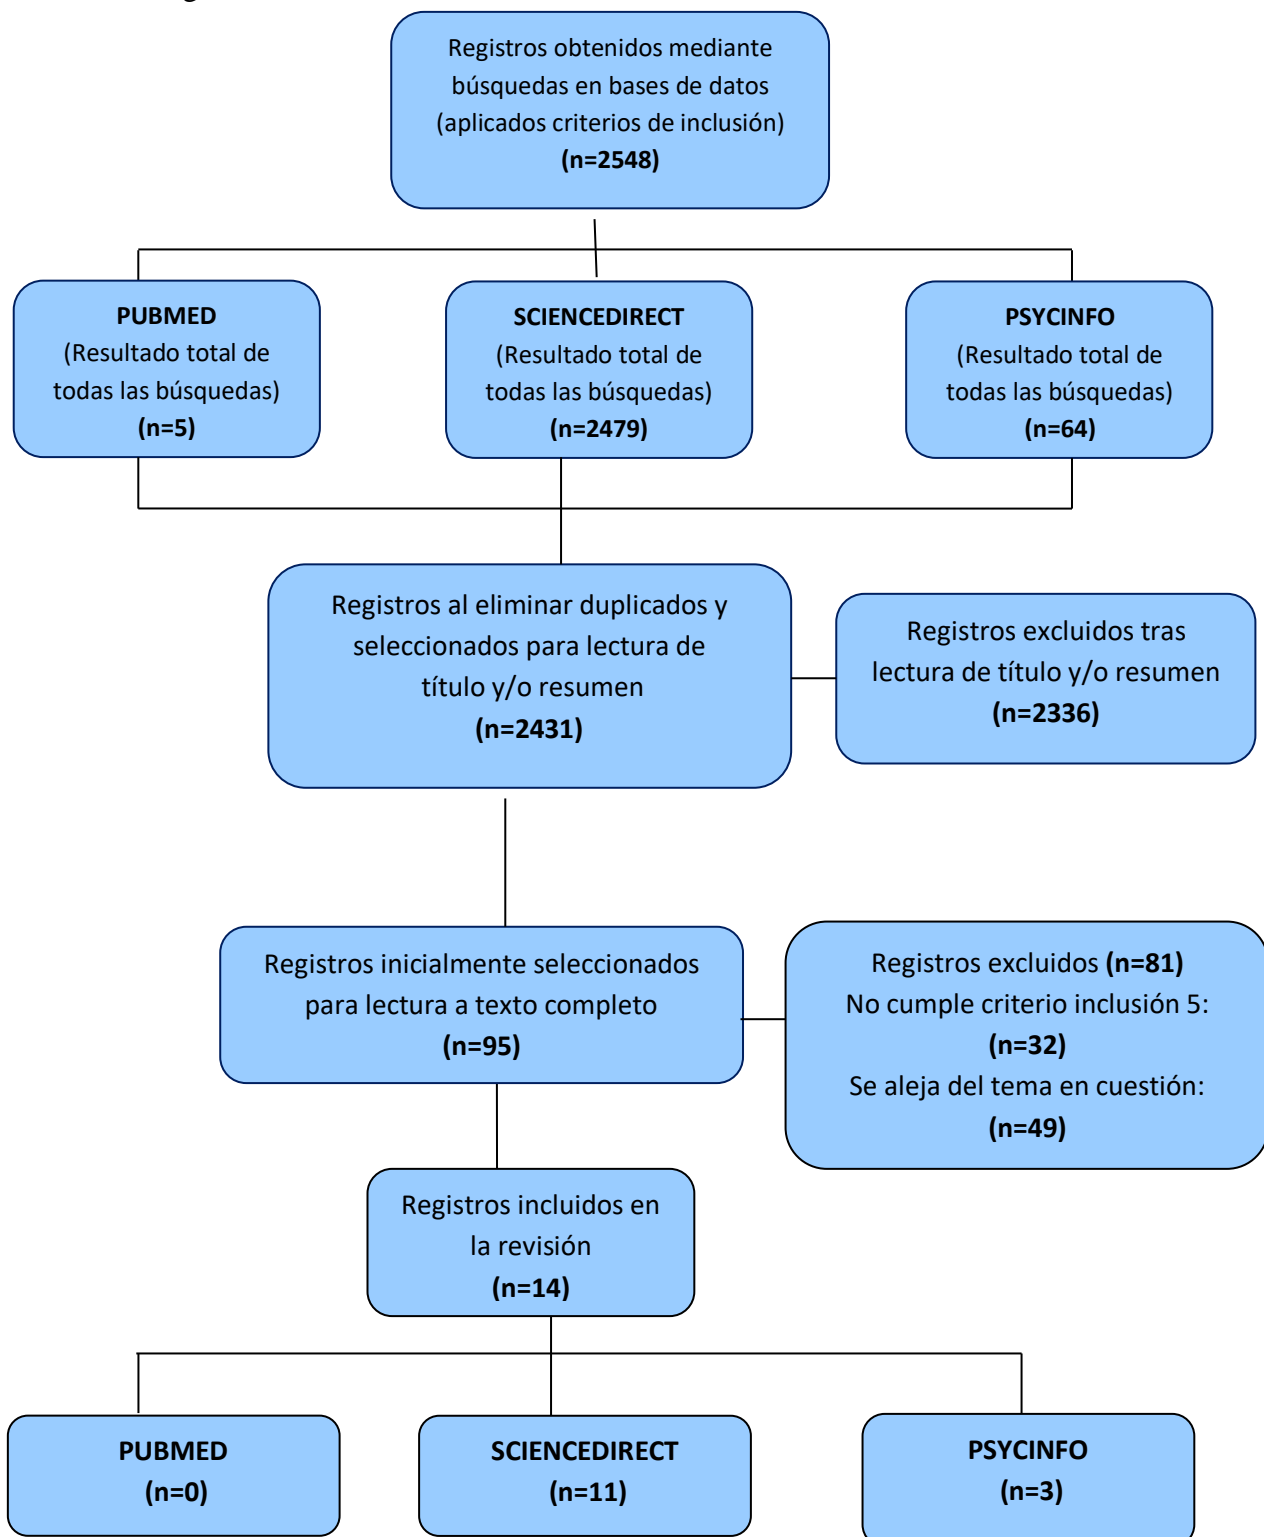 Registros obtenidos mediante
búsquedas en bases de datos
(aplicados criterios de inclusión)
(n=2548)
PUBMED
(Resultado total de
todas las búsquedas)
(n=5)
SCIENCEDIRECT
(Resultado total de
todas las búsquedas)
(n=2479)
PSYCINFO
(Resultado total de
todas las búsquedas)
(n=64)
Registros al eliminar duplicados y
seleccionados para lectura de
título y/o resumen
(n=2431)
Registros excluidos tras
lectura de título y/o resumen
(n=2336)
Registros inicialmente seleccionados
para lectura a texto completo
(n=95)
Registros excluidos (n=81)
No cumple criterio inclusión 5:
(n=32)
Se aleja del tema en cuestión:
(n=49)
Registros incluidos en
la revisión
(n=14)
PUBMED
(n=0)
SCIENCEDIRECT
(n=11)
PSYCINFO
(n=3)